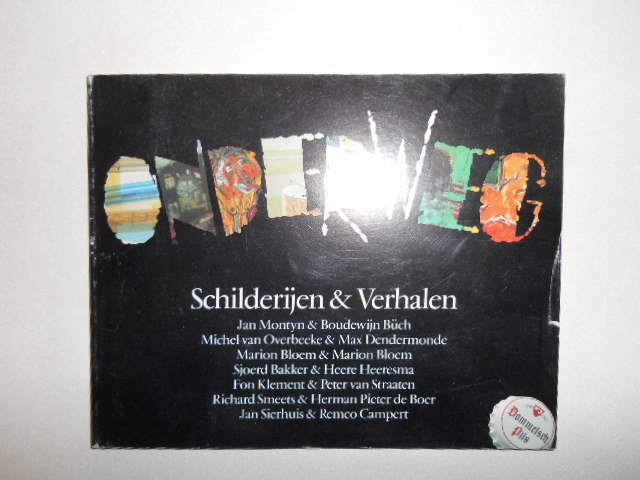 ONDERWEG
Schilderijen & Verhalen
Jan Montyn & Boudewijn Büch
Michel van Overbeeke & Max Dendermonde
Marion Bloem & Marion Bloem
Sjoerd Bakker & Heere Heeresma
Fon Klement & Peter van Straaten
Richard Smeets & Herman Pieter de Boer
Jan Sierhuis & Remco Campert
Dommelsch
Pils